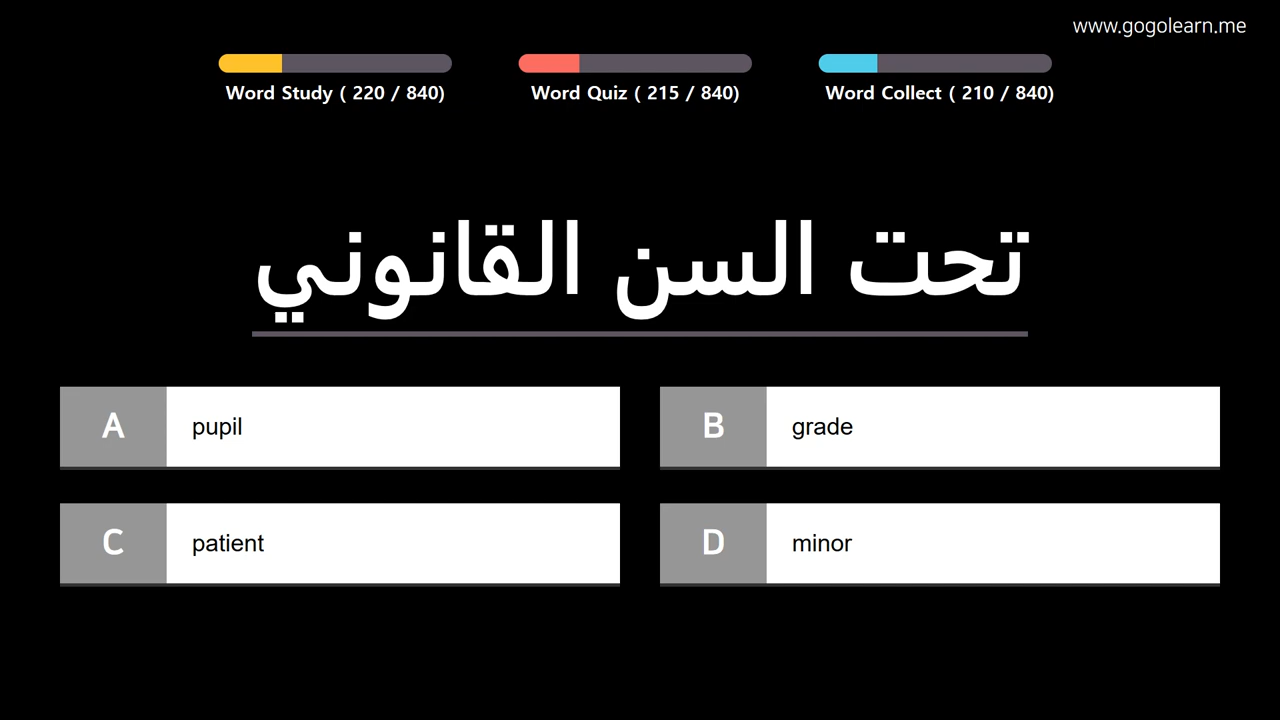 www.gogolearn.me
Word Study ( 220 / 840)
Word Quiz ( 215 / 840)
Word Collect ( 210 / 840)
تحت السن القانوني
A pupil
B grade
C patient
D minor